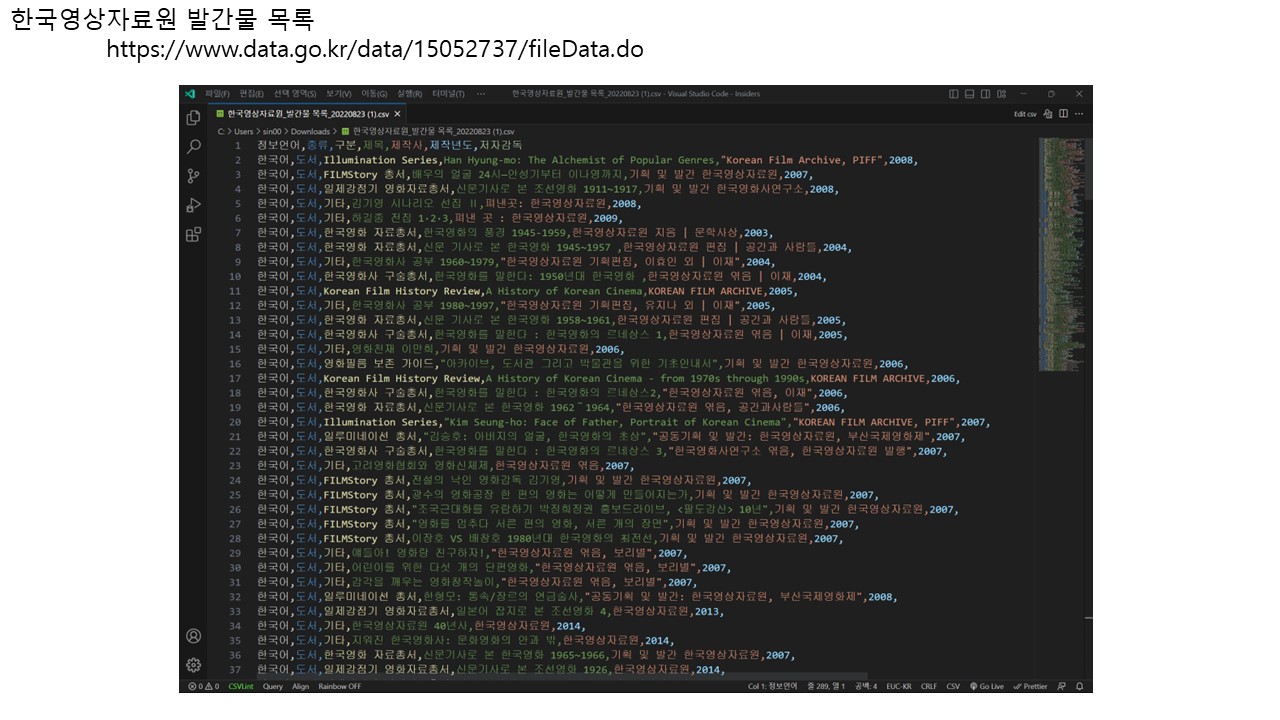 한국영상자료원 발간물 목록
https://www.data.go.kr/data/15052737/fileData.do
파일(F) 편집(E) 선택 영역(S) 보기(V) 이동(G) 실행(R) 터미널(T) ··· 한국영상자료원_발간물 목록_20220823 (1).csv - Visual Studio Code - Insiders
한국영상자료원_발간물 목록_20220823 (1).csv Edit csv
C: > Users > sin00 > Downloads > 한국영상자료원_발간물 목록_20220823 (1).csv
1 정보언어,종류,구분,제목,제작사,제작년도,저자감독
2 한국어,도서,Illumination Series,Han Hyung-mo: The Alchemist of Popular Genres,"Korean Film Archive, PIFF",2008,
3 한국어,도서,FILMStory 총서,배우의 얼굴 24시-안성기부터 이나영까지,기획 및 발간 한국영상자료원,2007,
4 한국어,도서,일제강점기 영화자료총서,신문기사로 본 조선영화 1911~1917,기획 및 발간 한국영화사연구소,2008,
5 한국어,도서,기타,김기영 시나리오 선집 Ⅱ,펴낸곳: 한국영상자료원,2008,
6 한국어,도서,기타,하길종 전집 1·2·3,펴낸 곳 : 한국영상자료원,2009,
7 한국어,도서,한국영화 자료총서,한국영화의 풍경 1945-1959,한국영상자료원 지음 | 문학사상,2003,
8 한국어,도서,한국영화 자료총서,신문 기사로 본 한국영화 1945~1957 ,한국영상자료원 편집 | 공간과 사람들,2004,
9 한국어,도서,기타,한국영화사 공부 1960~1979,"한국영상자료원 기획편집, 이효인 외 | 이채",2004,
10 한국어,도서,한국영화사 구술총서,한국영화를 말한다: 1950년대 한국영화 ,한국영상자료원 엮음 | 이채,2004,
11 한국어,도서,Korean Film History Review,A History of Korean Cinema,KOREAN FILM ARCHIVE,2005,
12 한국어,도서,기타,한국영화사 공부 1980~1997,"한국영상자료원 기획편집, 유지나 외 | 이채",2005,
13 한국어,도서,한국영화 자료총서,신문 기사로 본 한국영화 1958~1961,한국영상자료원 편집 | 공간과 사람들,2005,
14 한국어,도서,한국영화사 구술총서,한국영화를 말한다 : 한국영화의 르네상스 1,한국영상자료원 엮음 | 이채,2005,
15 한국어,도서,기타,영화천재 이만희,기획 및 발간 한국영상자료원,2006,
16 한국어,도서,영화필름 보존 가이드,"아카이브, 도서관 그리고 박물관을 위한 기초안내서",기획 및 발간 한국영상자료원,2006,
17 한국어,도서,Korean Film History Review,A History of Korean Cinema - from 1970s through 1990s,KOREAN FILM ARCHIVE,2006,
18 한국어,도서,한국영화사 구술총서,한국영화를 말한다 : 한국영화의 르네상스2,"한국영상자료원 엮음, 이채",2006,
19 한국어,도서,한국영화 자료총서,신문기사로 본 한국영화 1962~1964,"한국영상자료원 엮음, 공간과사람들",2006,
20 한국어,도서,Illumination Series,"Kim Seung-ho: Face of Father, Portrait of Korean Cinema","KOREAN FILM ARCHIVE, PIFF",2007,
21 한국어,도서,일루미네이션 총서,"김승호: 아버지의 얼굴, 한국영화의 초상","공동기획 및 발간: 한국영상자료원, 부산국제영화제",2007,
22 한국어,도서,한국영화사 구술총서,한국영화를 말한다 : 한국영화의 르네상스 3,"한국영화사연구소 엮음, 한국영상자료원 발행",2007,
23 한국어,도서,기타,고려영화협회와 영화신체제,한국영상자료원 엮음,2007,
24 한국어,도서,FILMStory 총서,전설의 낙인 영화감독 김기영,기획 및 발간 한국영상자료원,2007,
25 한국어,도서,FILMStory 총서,광수의 영화공장 한 편의 영화는 어떻게 만들어지는가,기획 및 발간 한국영상자료원,2007,
26 한국어,도서,FILMStory 총서,"조국근대화를 유람하기 박정희정권 홍보드라이브, <팔도강산> 10년",기획 및 발간 한국영상자료원,2007,
27 한국어,도서,FILMStory 총서,"영화를 멈추다 서른 편의 영화, 서른 개의 장면",기획 및 발간 한국영상자료원,2007,
28 한국어,도서,FILMStory 총서,이장호 VS 배창호 1980년대 한국영화의 최전선,기획 및 발간 한국영상자료원,2007,
29 한국어,도서,기타,얘들아! 영화랑 친구하자!,"한국영상자료원 엮음, 보리별",2007,
30 한국어,도서,기타,어린이를 위한 다섯 개의 단편영화,"한국영상자료원 엮음, 보리별",2007,
31 한국어,도서,기타,감각을 깨우는 영화창작놀이,"한국영상자료원 엮음, 보리별",2007,
32 한국어,도서,일루미네이션 총서,한형모: 통속/장르의 연금술사,"공동기획 및 발간: 한국영상자료원, 부산국제영화제",2008,
33 한국어,도서,일제강점기 영화자료총서,일본어 잡지로 본 조선영화 4,한국영상자료원,2013,
34 한국어,도서,기타,한국영상자료원 40년사,한국영상자료원,2014,
35 한국어,도서,기타,지워진 한국영화사: 문화영화의 안과 밖,한국영상자료원,2014,
36 한국어,도서,한국영화 자료총서,신문기사로 본 한국영화 1965~1966,기획 및 발간 한국영상자료원,2007,
37 한국어,도서,일제강점기 영화자료총서,신문기사로 본 조선영화 1926,한국영상자료원,2014,
0 0 CSVLint Query Align Rainbow OFF Col 1: 정보언어 줄 289, 열 1 공백: 4 EUC-KR CRLF CSV Go Live Prettier